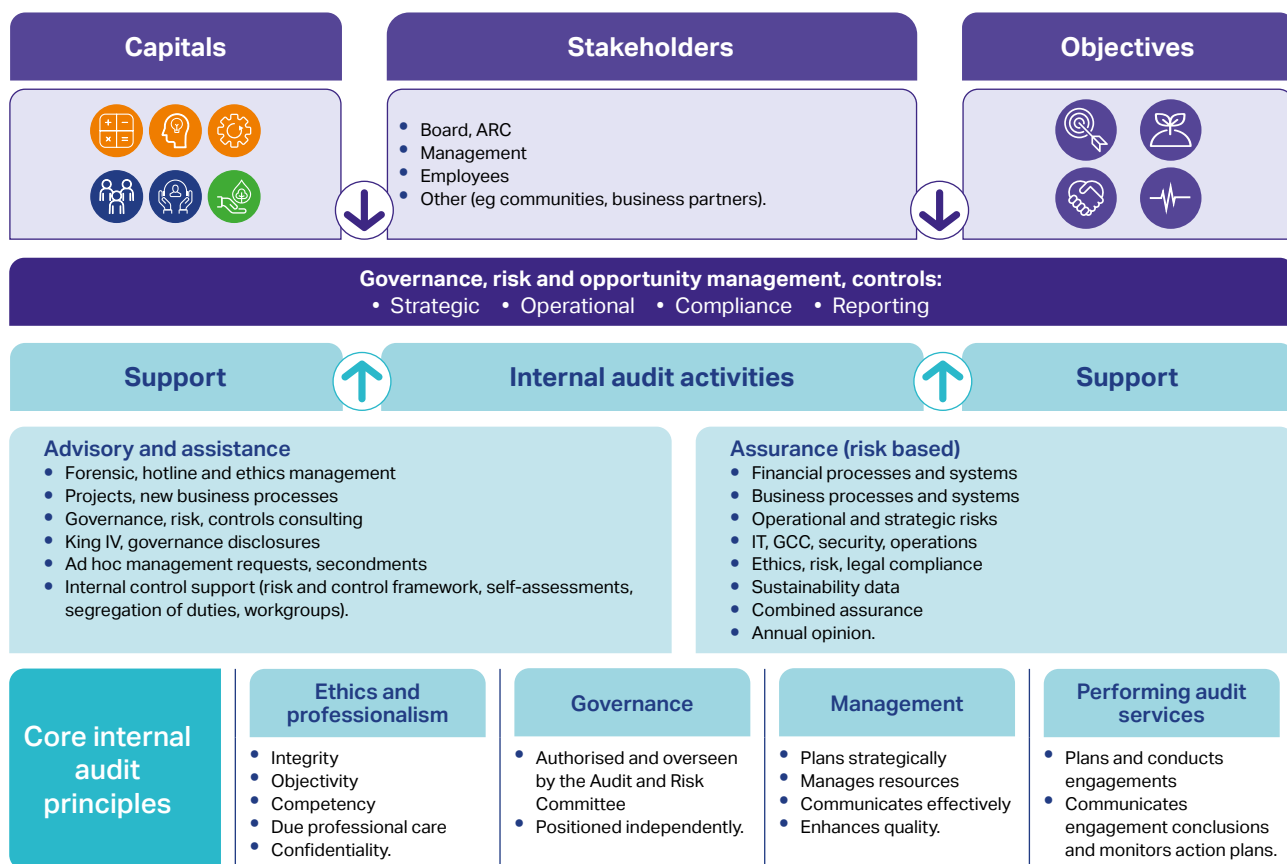 Capitals
Stakeholders
Objectives
• Board, ARC
• Management
• Employees
• Other (eg communities, business partners).
Governance, risk and opportunity management, controls:
• Strategic • Operational • Compliance • Reporting
Support
Internal audit activities
Support
Advisory and assistance
• Forensic, hotline and ethics management
• Projects, new business processes
• Governance, risk, controls consulting
• King IV, governance disclosures
• Ad hoc management requests, secondments
• Internal control support (risk and control framework, self-assessments,
segregation of duties, workgroups).
Assurance (risk based)
• Financial processes and systems
• Business processes and systems
• Operational and strategic risks
• IT, GCC, security, operations
• Ethics, risk, legal compliance
• Sustainability data
• Combined assurance
• Annual opinion.
Core internal
audit
principles
Ethics and
professionalism
• Integrity
• Objectivity
• Competency
• Due professional care
• Confidentiality.
Governance
• Authorised and overseen
by the Audit and Risk
Committee
• Positioned independently.
Management
• Plans strategically
• Manages resources
• Communicates effectively
• Enhances quality.
Performing audit
services
• Plans and conducts
engagements
• Communicates
engagement conclusions
and monitors action plans.